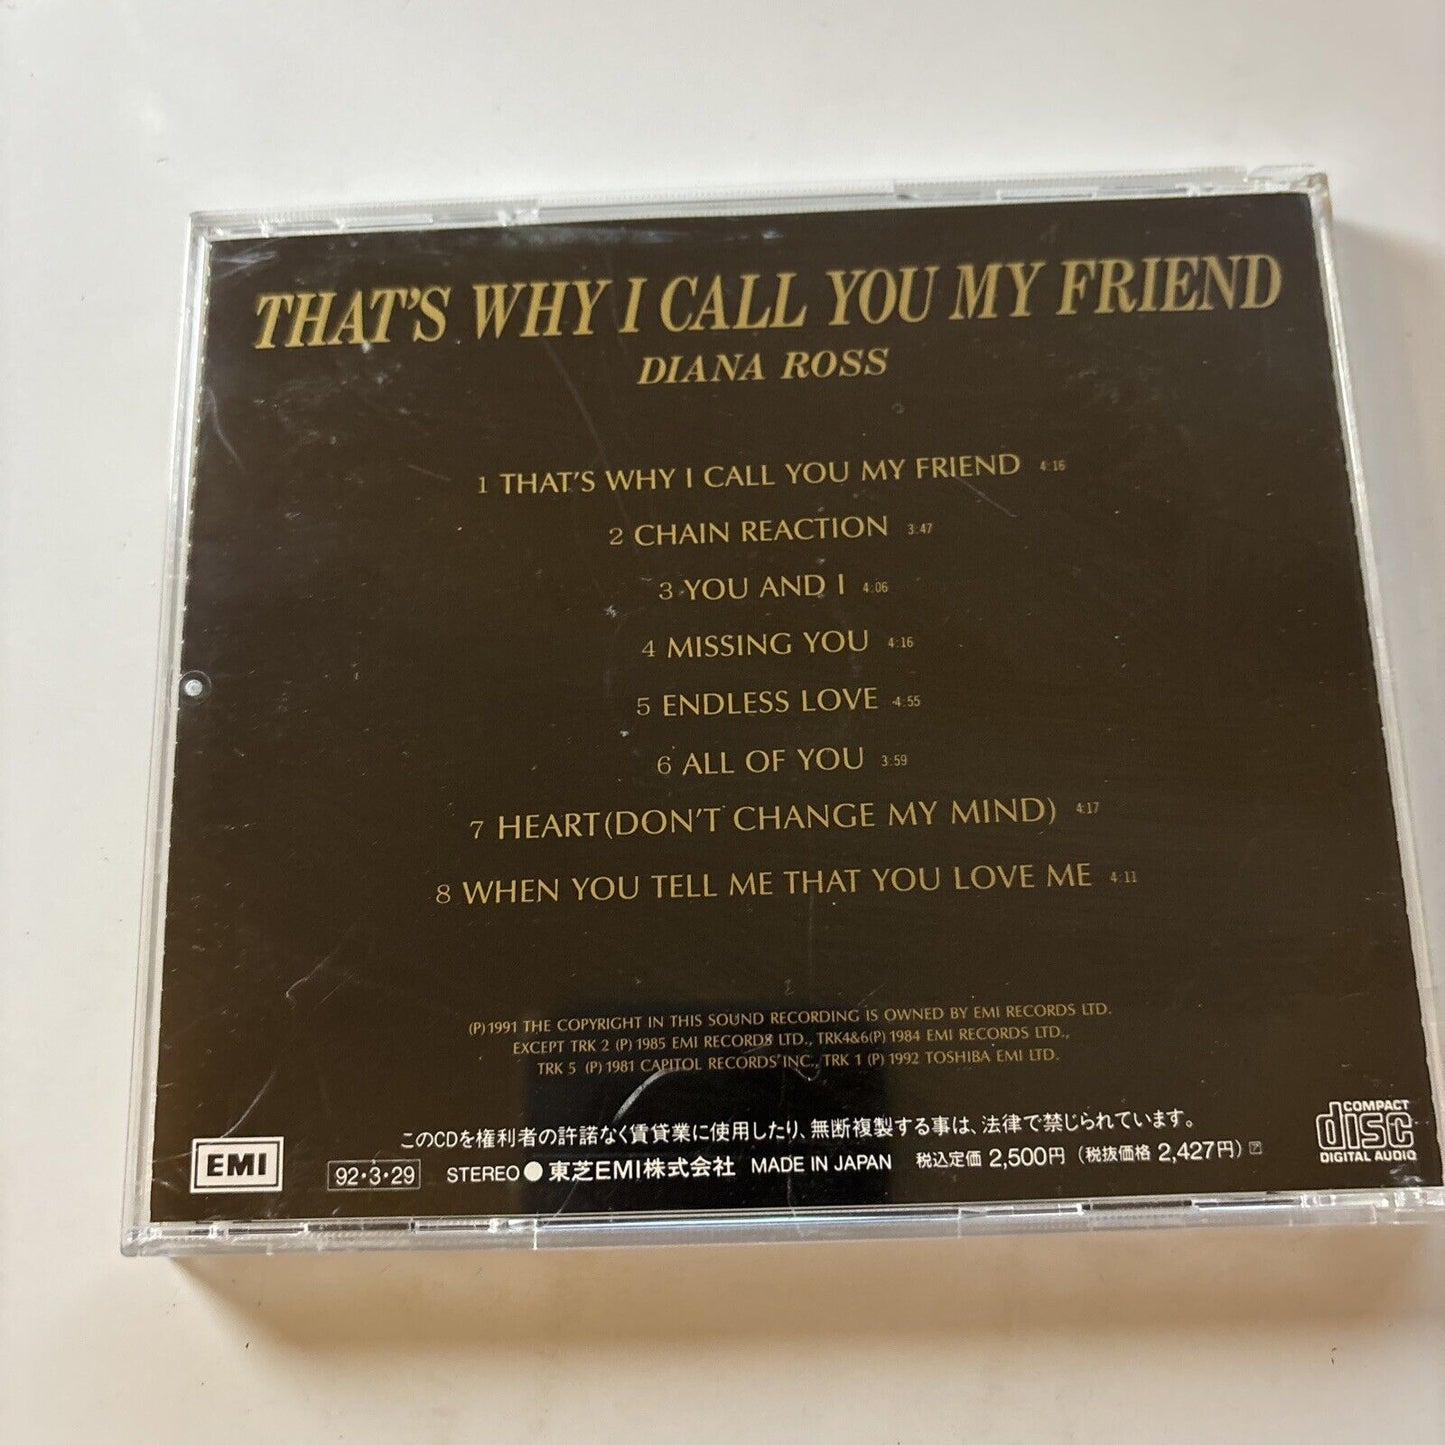 THAT'S WHY I CALL YOU MY FRIEND
DIANA ROSS
1 THAT'S WHY I CALL YOU MY FRIEND 4:16
2 CHAIN REACTION 3:47
3 YOU AND I 4:06
4 MISSING YOU 4:16
5 ENDLESS LOVE 4:55
6 ALL OF YOU 3:59
7 HEART(DON'T CHANGE MY MIND) 4:17
8 WHEN YOU TELL ME THAT YOU LOVE ME 4:11
(P)1991 THE COPYRIGHT IN THIS SOUND RECORDING IS OWNED BY EMI RECORDS LTD.
EXCEPT TRK 2 (P) 1985 EMI RECORDS LTD., TRK4&6(P) 1984 EMI RECORDS LTD.,
TRK 5 (P) 1981 CAPITOL RECORDS INC., TRK 1 (P) 1992 TOSHIBA EMI LTD.
このCDを権利者の許諾なく賃貸業に使用したり、無断複製する事は、法律で禁じられています。
EMI 92・3・29 STEREO ● 東芝EMI株式会社 MADE IN JAPAN 税込定価 2,500円 (税抜価格 2,427円)
COMPACT
disc
DIGITAL AUDIO